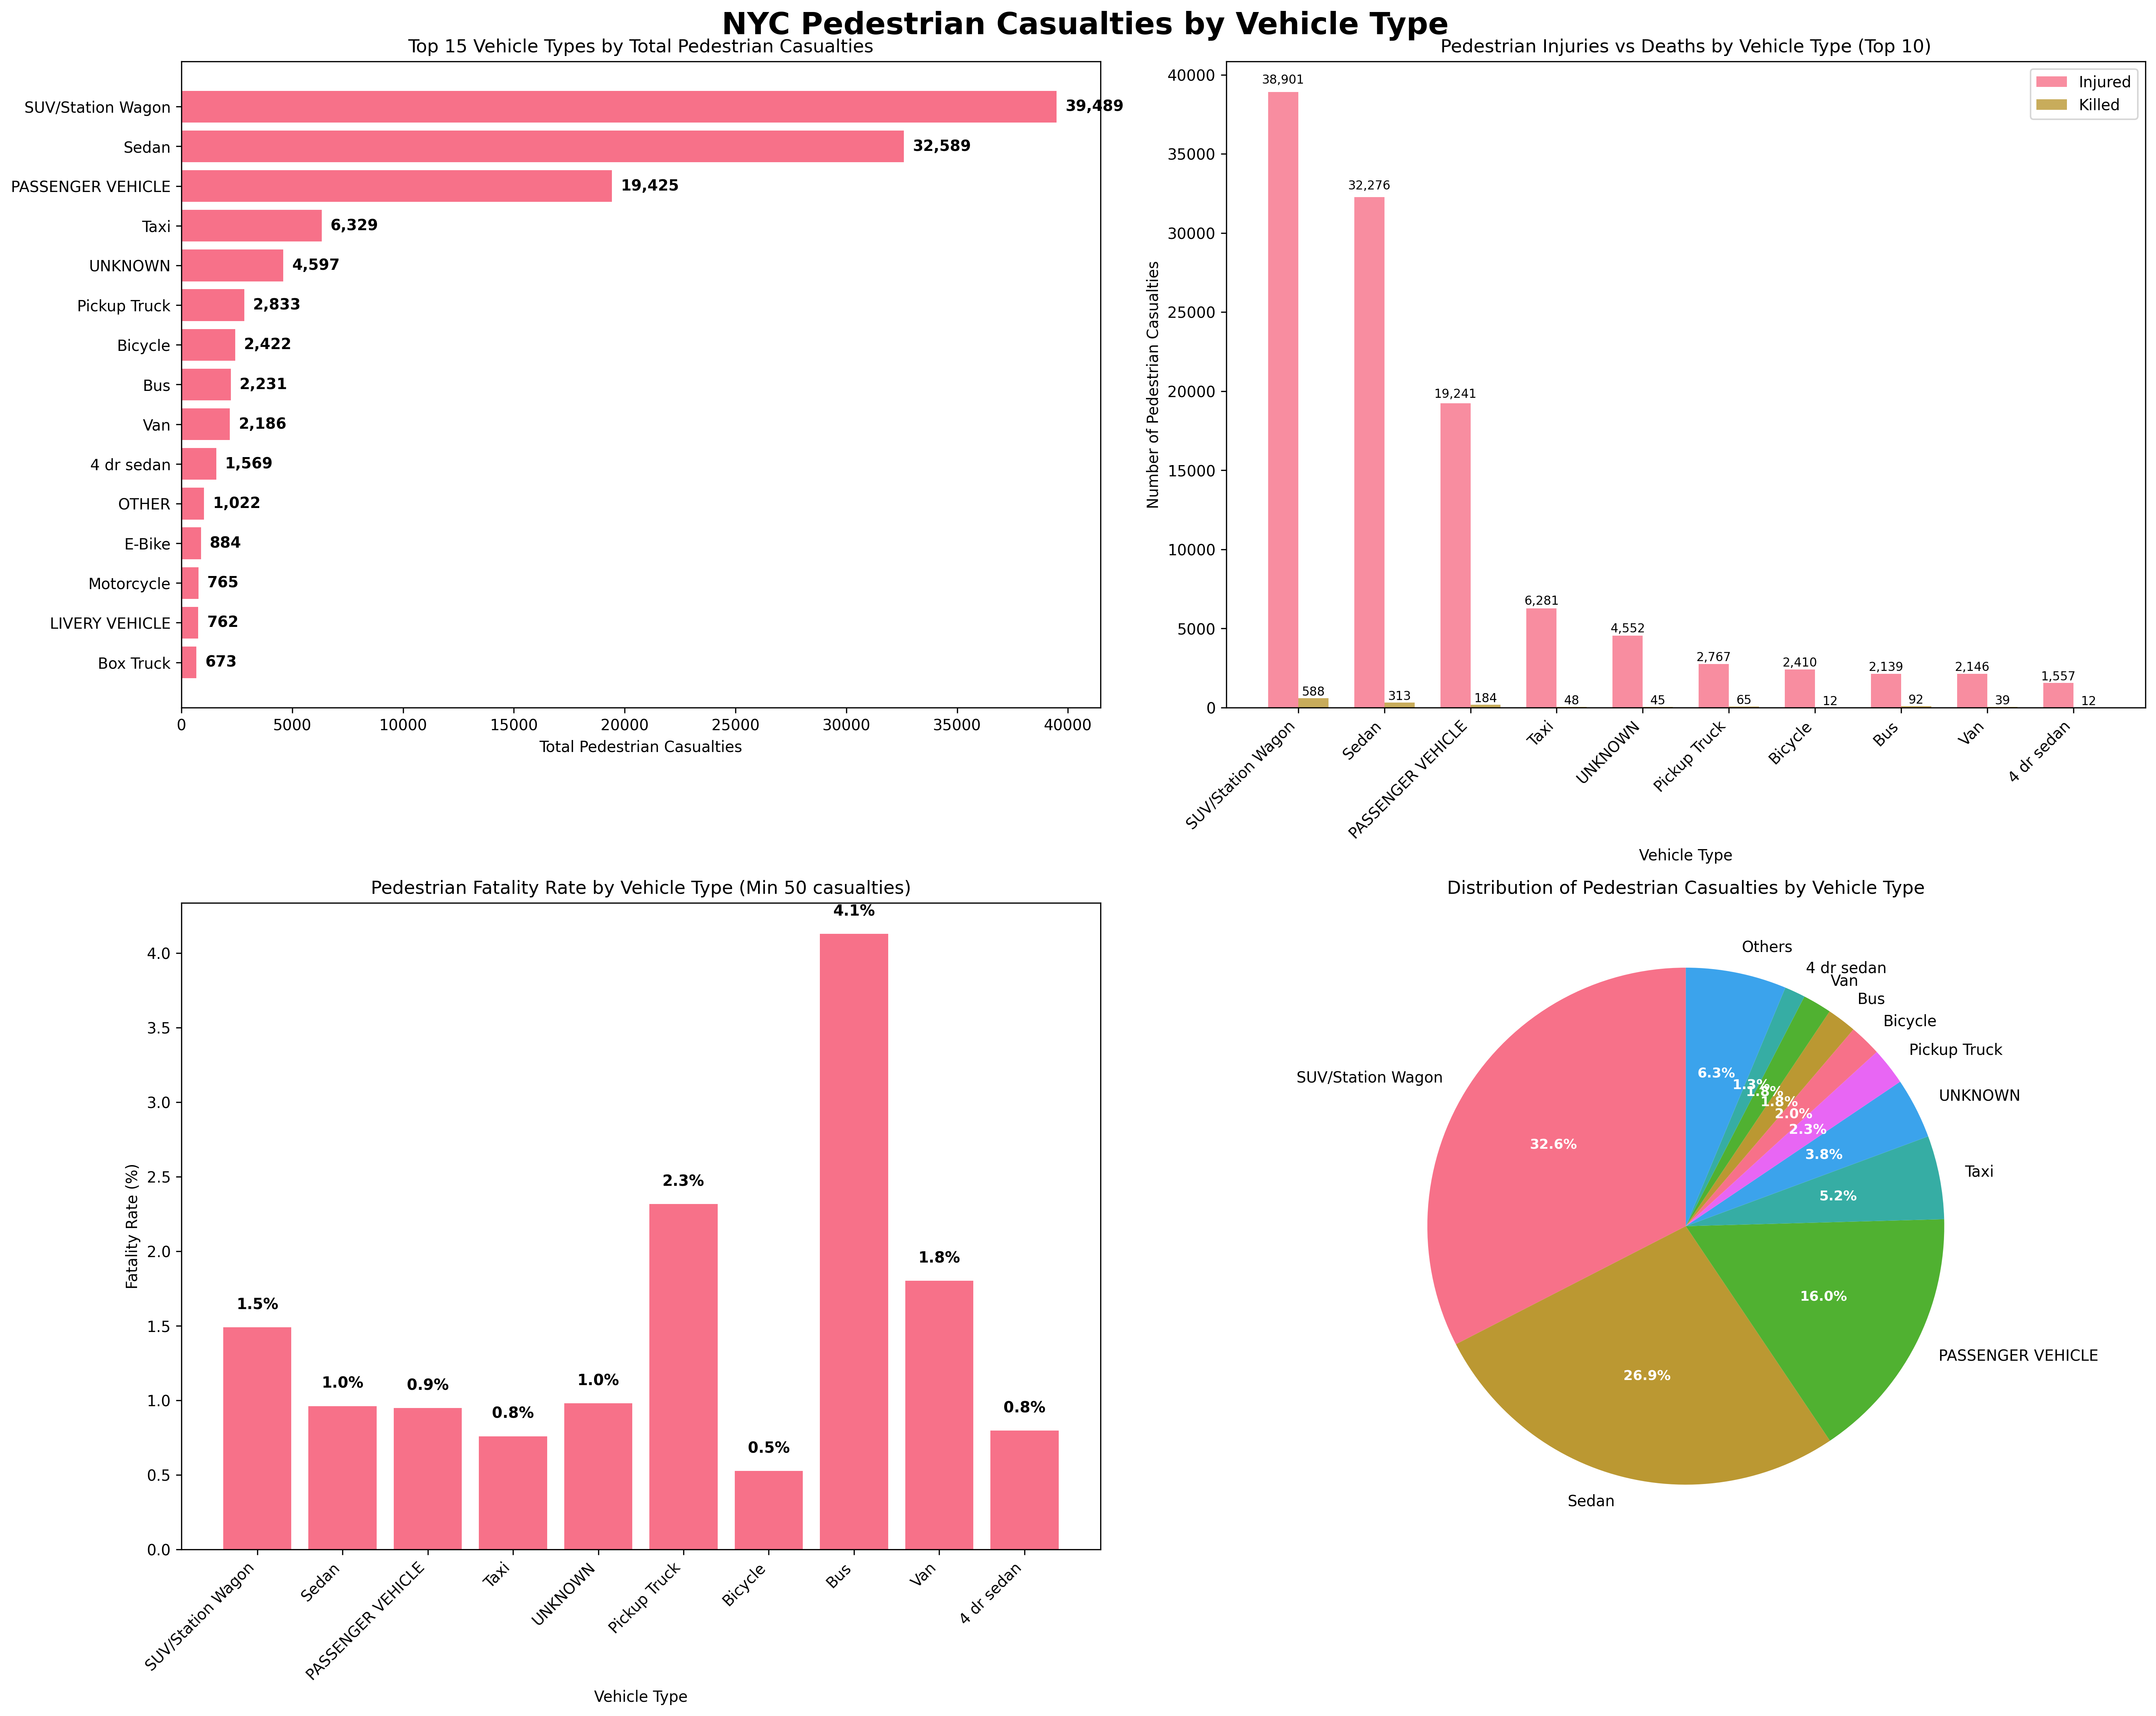 NYC Pedestrian Casualties by Vehicle Type
Top 15 Vehicle Types by Total Pedestrian Casualties
SUV/Station Wagon
39,489
Sedan
32,589
PASSENGER VEHICLE
19,425
Taxi
6,329
UNKNOWN
4,597
Pickup Truck
2,833
Bicycle
2,422
Bus
2,231
Van
2,186
4 dr sedan
1,569
OTHER
1,022
E-Bike
884
Motorcycle
765
LIVERY VEHICLE
762
Box Truck
673
0 5000 10000 15000 20000 25000 30000 35000 40000
Total Pedestrian Casualties
Pedestrian Injuries vs Deaths by Vehicle Type (Top 10)
Injured
Killed
Number of Pedestrian Casualties
40000
35000
30000
25000
20000
15000
10000
5000
0
38,901
588
32,276
313
19,241
184
6,281
48
4,552
45
2,767
65
2,410
12
2,139
92
2,146
39
1,557
12
SUV/Station Wagon
Sedan
PASSENGER VEHICLE
Taxi
UNKNOWN
Pickup Truck
Bicycle
Bus
Van
4 dr sedan
Vehicle Type
Pedestrian Fatality Rate by Vehicle Type (Min 50 casualties)
Fatality Rate (%)
4.0
3.5
3.0
2.5
2.0
1.5
1.0
0.5
0.0
1.5%
1.0%
0.9%
0.8%
1.0%
2.3%
0.5%
4.1%
1.8%
0.8%
SUV/Station Wagon
Sedan
PASSENGER VEHICLE
Taxi
UNKNOWN
Pickup Truck
Bicycle
Bus
Van
4 dr sedan
Vehicle Type
Distribution of Pedestrian Casualties by Vehicle Type
Others
4 dr sedan
Van
Bus
Bicycle
Pickup Truck
UNKNOWN
Taxi
PASSENGER VEHICLE
Sedan
SUV/Station Wagon
6.3%
1.3%
1.8%
1.8%
2.0%
2.3%
3.8%
5.2%
16.0%
26.9%
32.6%